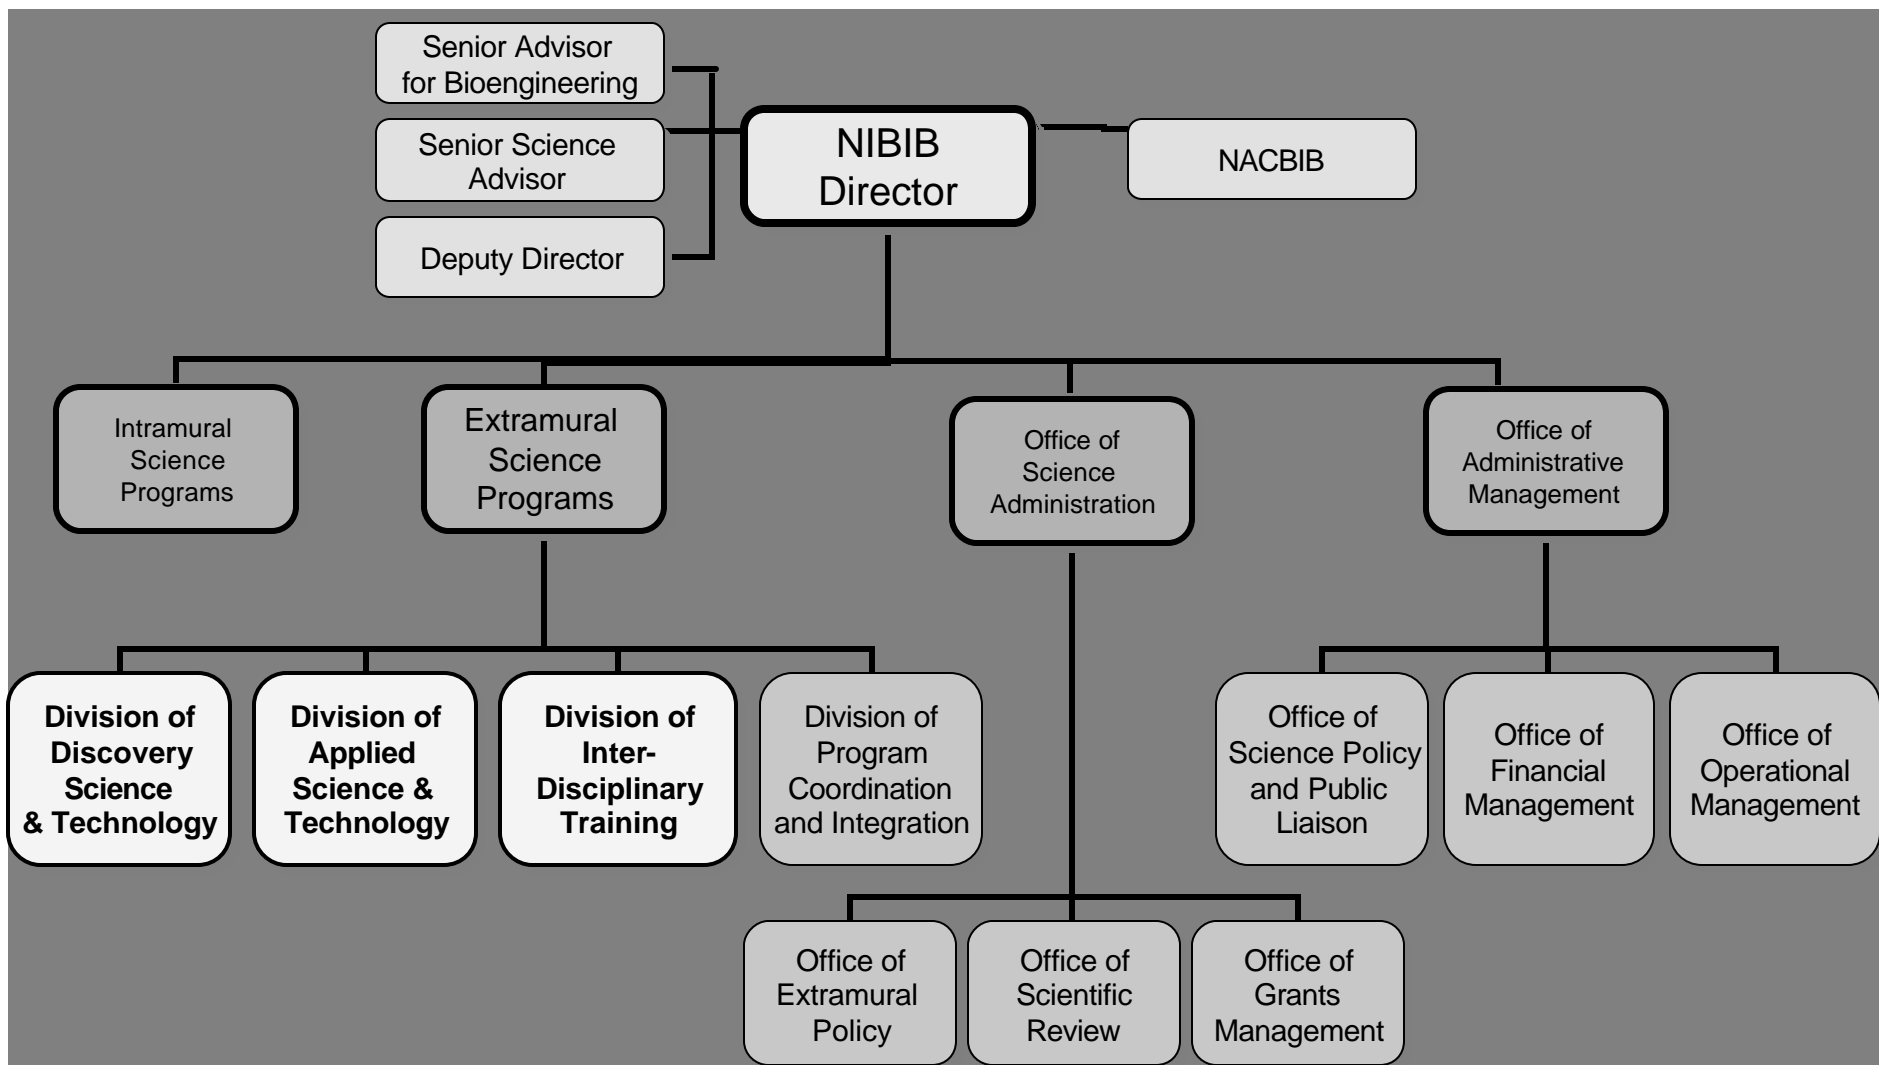 Senior Advisor
for Bioengineering
Senior Science
Advisor
Deputy Director
NIBIB
Director
NACBIB
Intramural
Science
Programs
Extramural
Science
Programs
Office of
Science
Administration
Office of
Administrative
Management
Division of
Discovery
Science
& Technology
Division of
Applied
Science &
Technology
Division of
Inter-
Disciplinary
Training
Division of
Program
Coordination
and Integration
Office of
Science Policy
and Public
Liaison
Office of
Financial
Management
Office of
Operational
Management
Office of
Extramural
Policy
Office of
Scientific
Review
Office of
Grants
Management